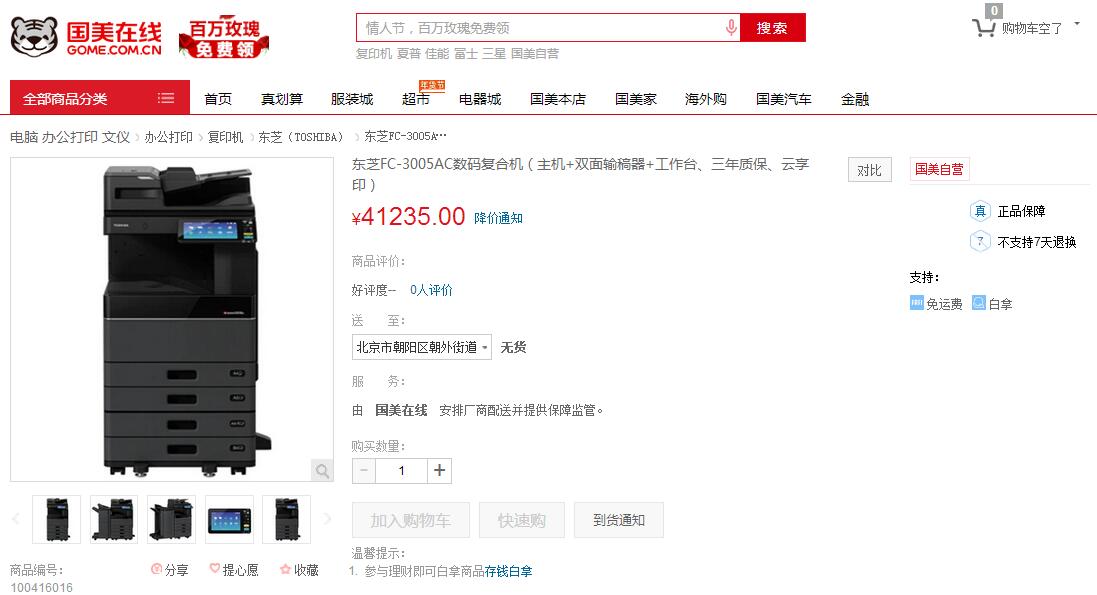 国美在线
GOME.COM.CN
百万玫瑰
免费领
情人节，百万玫瑰免费领
搜索
0
购物车空了
复印机 夏普 佳能 富士 三星 国美自营
年货节
全部商品分类
首页 真划算 服装城 超市 电器城 国美本店 国美家 海外购 国美汽车 金融
电脑 办公打印 文仪 › 办公打印 › 复印机 › 东芝（TOSHIBA） › 东芝FC-3005A…
东芝FC-3005AC数码复合机（主机+双面输稿器+工作台、三年质保、云享印）
对比
国美自营
¥41235.00 降价通知
真 正品保障
7 不支持7天退换
商品评价：
好评度-- 0人评价
支持：
免运费 白拿
送 至：
北京市朝阳区朝外街道 无货
服 务：
由 国美在线 安排厂商配送并提供保障监管。
购买数量：
− 1 +
加入购物车 快速购 到货通知
温馨提示：
1. 参与理财即可白拿商品存钱白拿
商品编号：
100416016
分享 提心愿 收藏
TOSHIBA